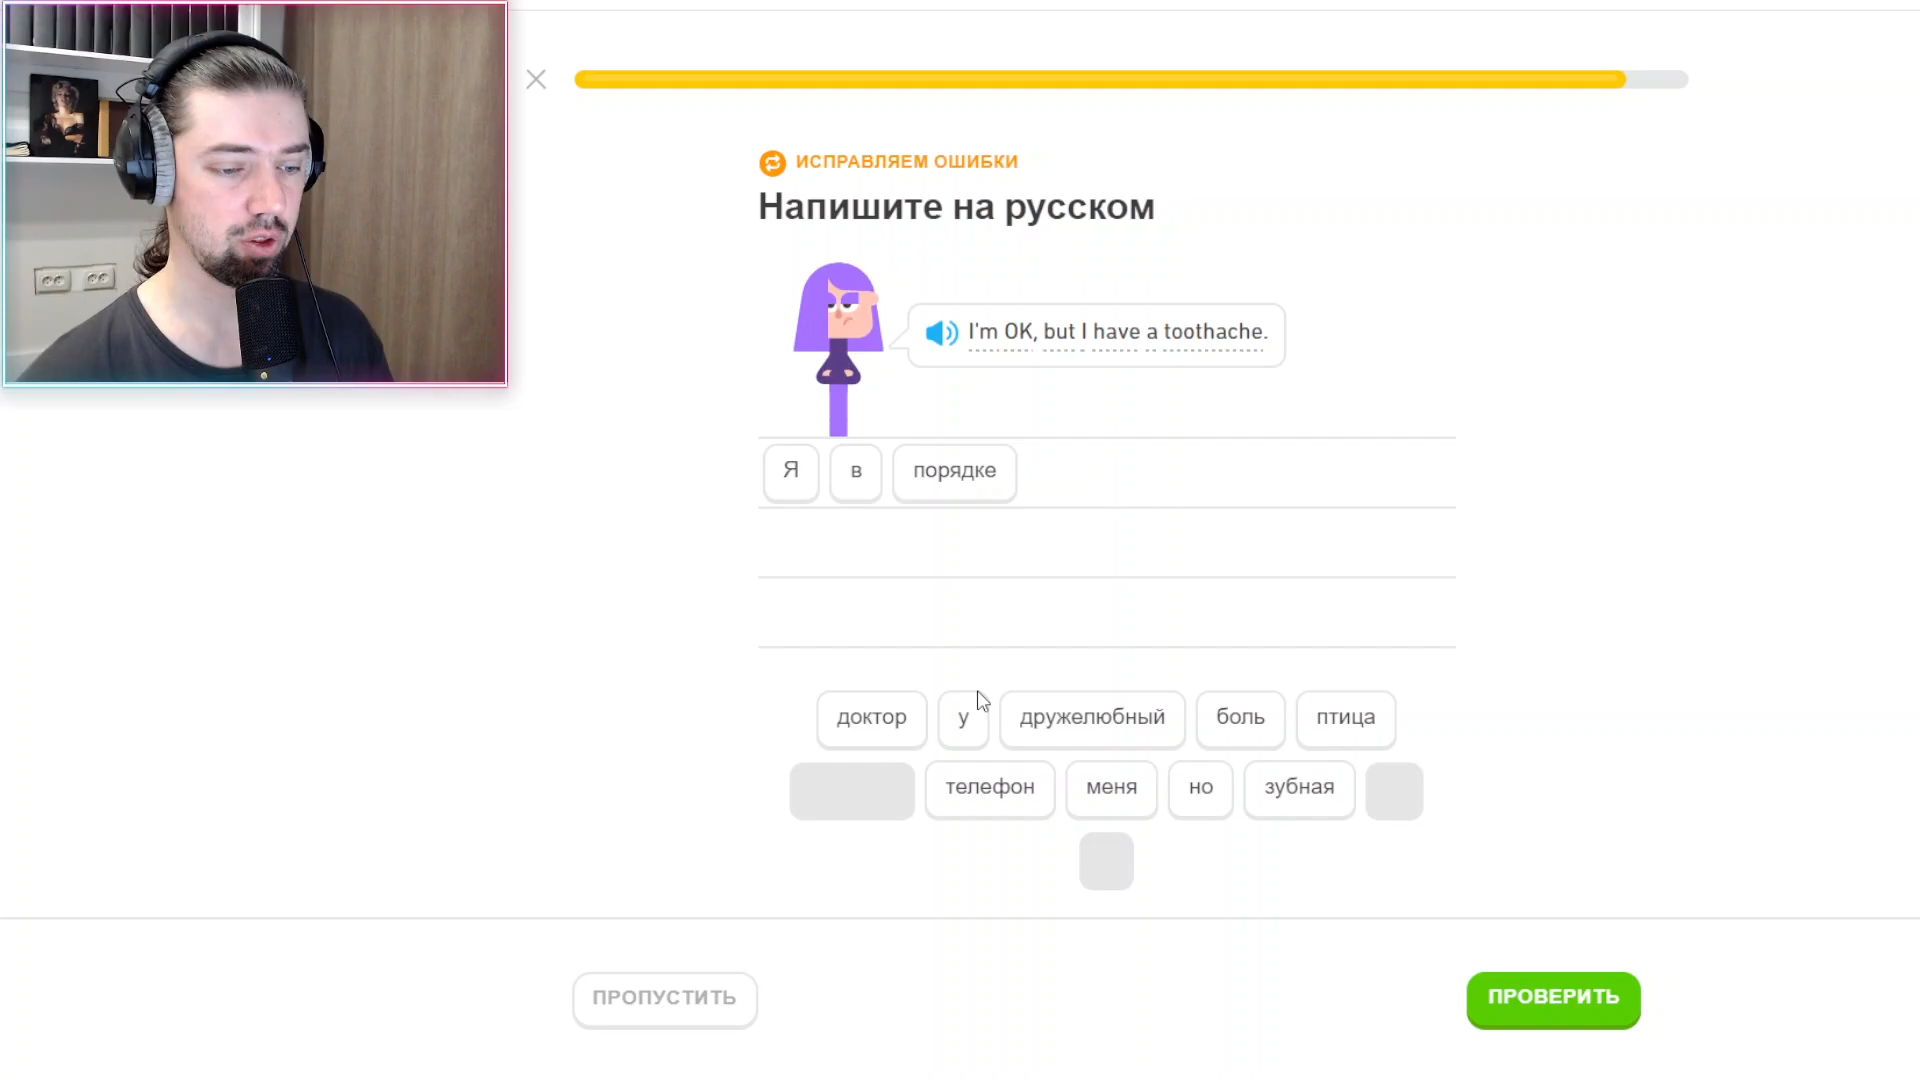 ИСПРАВЛЯЕМ ОШИБКИ
Напишите на русском
I'm OK, but I have a toothache.
Я в порядке
доктор у дружелюбный боль птица
телефон меня но зубная
ПРОПУСТИТЬ ПРОВЕРИТЬ